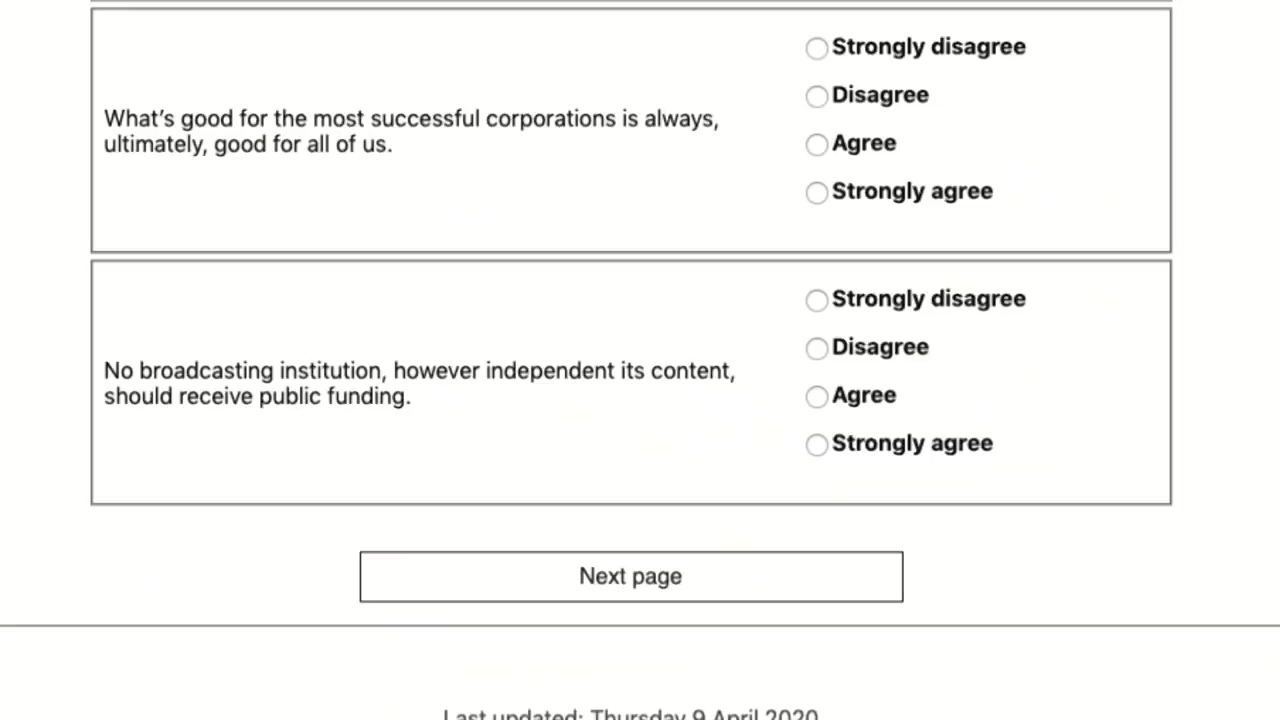 Strongly disagree
Disagree
What's good for the most successful corporations is always,
ultimately, good for all of us.
Agree
Strongly agree
Strongly disagree
Disagree
No broadcasting institution, however independent its content,
should receive public funding.
Agree
Strongly agree
Next page
Last updated: Thursday 9 April 2020